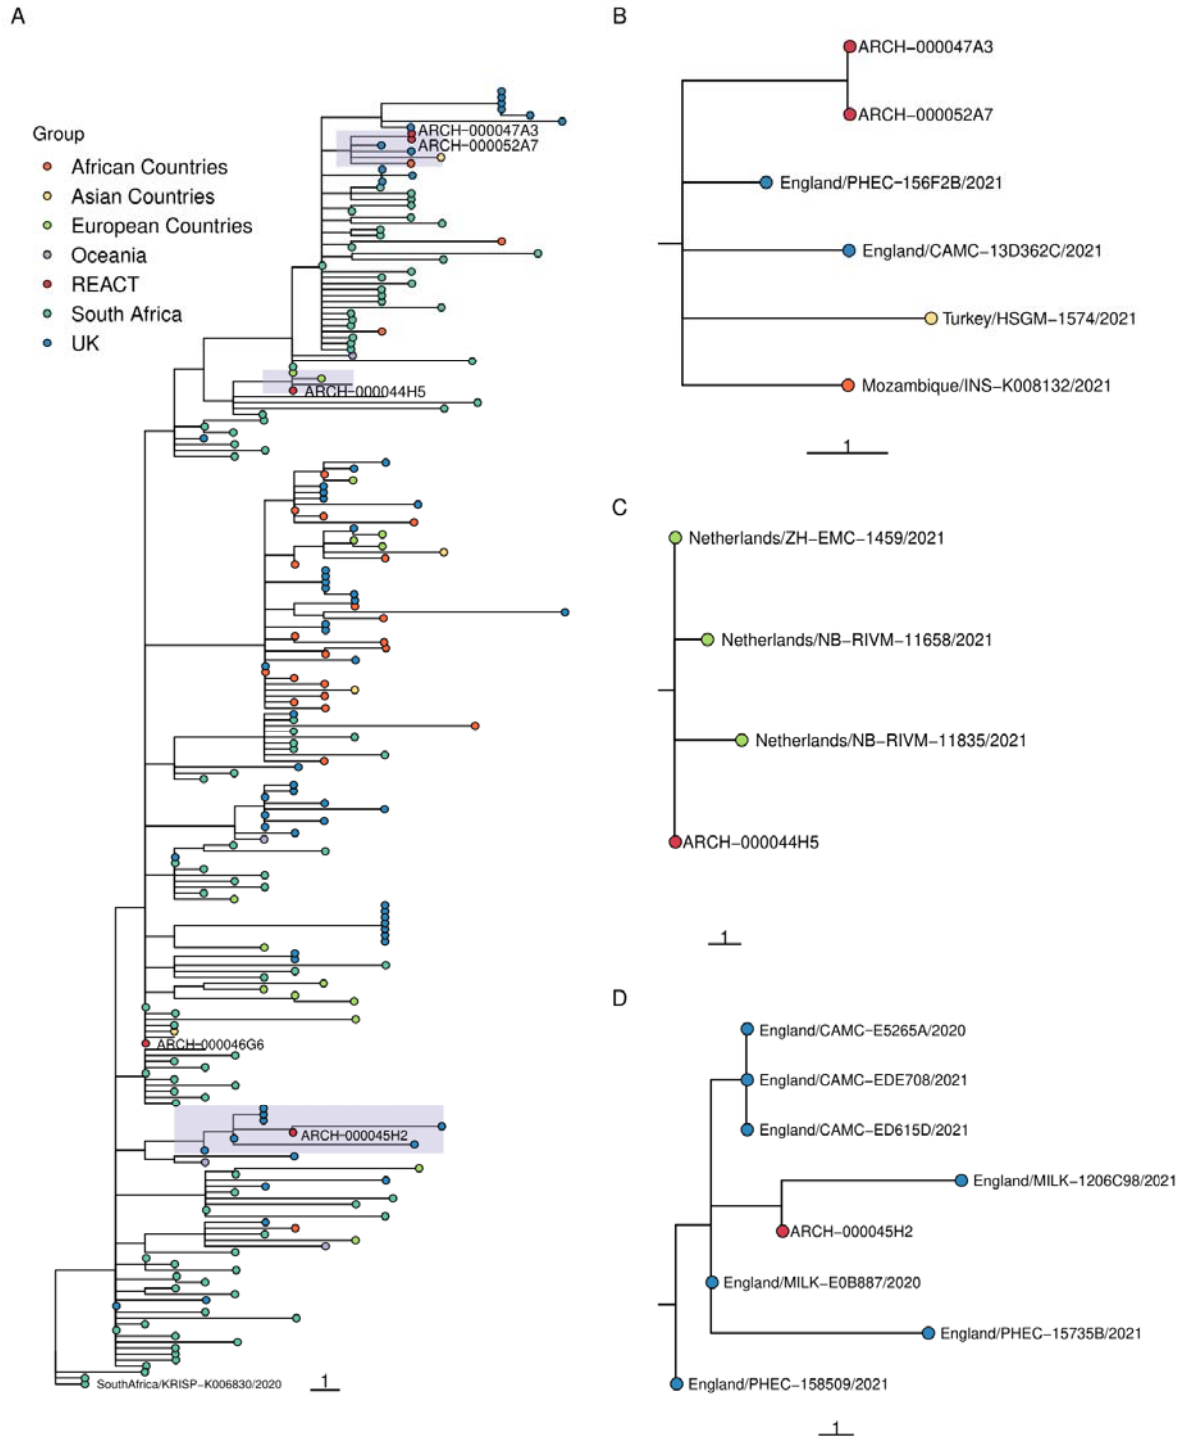 A
Group
African Countries
Asian Countries
European Countries
Oceania
REACT
South Africa
UK
ARCH-000047A3
ARCH-000052A7
ARCH-000044H5
ARCH-000046G6
ARCH-000045H2
SouthAfrica/KRISP-K006830/2020
1
B
ARCH-000047A3
ARCH-000052A7
England/PHEC-156F2B/2021
England/CAMC-13D362C/2021
Turkey/HSGM-1574/2021
Mozambique/INS-K008132/2021
1
C
Netherlands/ZH-EMC-1459/2021
Netherlands/NB-RIVM-11658/2021
Netherlands/NB-RIVM-11835/2021
ARCH-000044H5
1
D
England/CAMC-E5265A/2020
England/CAMC-EDE708/2021
England/CAMC-ED615D/2021
England/MILK-1206C98/2021
ARCH-000045H2
England/MILK-E0B887/2020
England/PHEC-15735B/2021
England/PHEC-158509/2021
1